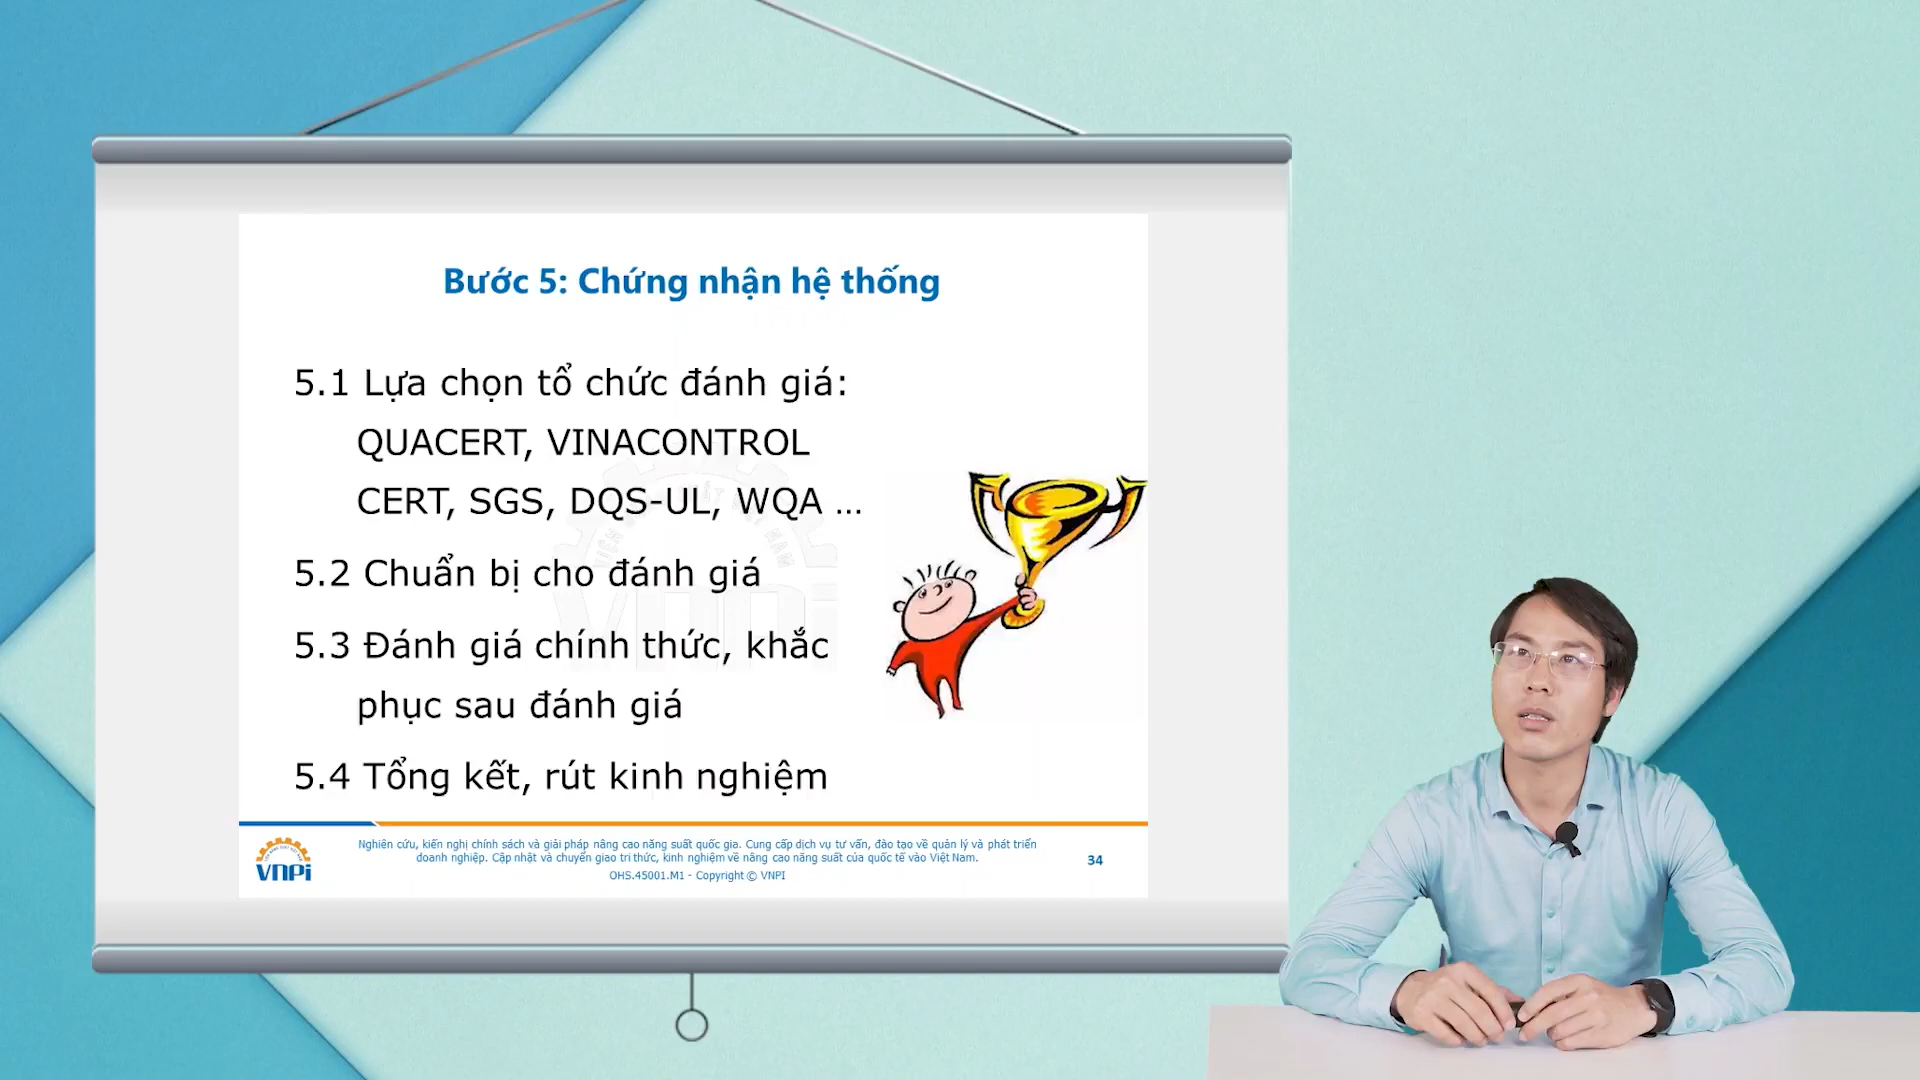 Bước 5: Chứng nhận hệ thống
5.1 Lựa chọn tổ chức đánh giá:
QUACERT, VINACONTROL
CERT, SGS, DQS-UL, WQA ...
5.2 Chuẩn bị cho đánh giá
5.3 Đánh giá chính thức, khắc
phục sau đánh giá
5.4 Tổng kết, rút kinh nghiệm
VNPi
Nghiên cứu, kiến nghị chính sách và giải pháp nâng cao năng suất quốc gia. Cung cấp dịch vụ tư vấn, đào tạo về quản lý và phát triển
doanh nghiệp. Cập nhật và chuyển giao tri thức, kinh nghiệm về nâng cao năng suất của quốc tế vào Việt Nam.
OHS.45001.M1 - Copyright © VNPI
34